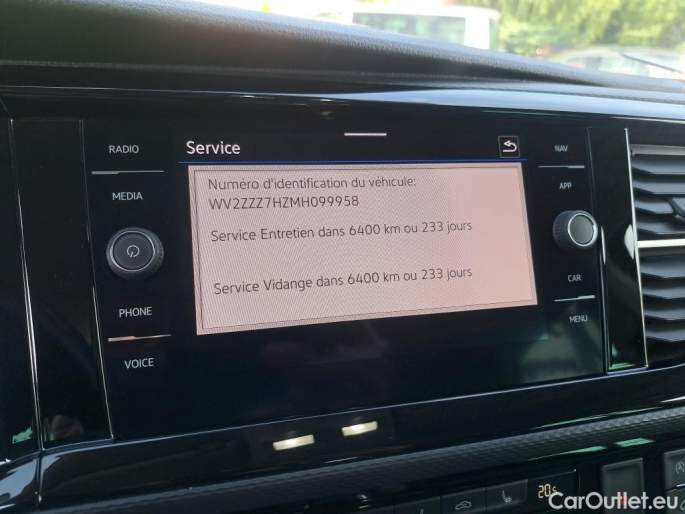 RADIO
MEDIA
PHONE
VOICE
Service
Numéro d'identification du véhicule:
WV2ZZZ7HZMH099958
Service Entretien dans 6400 km ou 233 jours
Service Vidange dans 6400 km ou 233 jours
NAV
APP
CAR
MENU
20.5
CarOutlet.eu